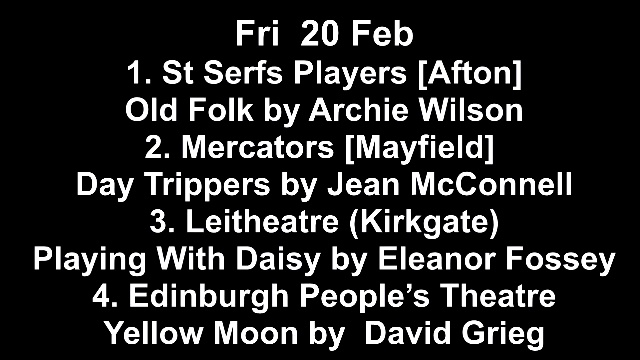 Fri  20 Feb
1. St Serfs Players [Afton]
Old Folk by Archie Wilson
2. Mercators [Mayfield]
Day Trippers by Jean McConnell
3. Leitheatre (Kirkgate)
Playing With Daisy by Eleanor Fossey
4. Edinburgh People’s Theatre
Yellow Moon by  David Grieg